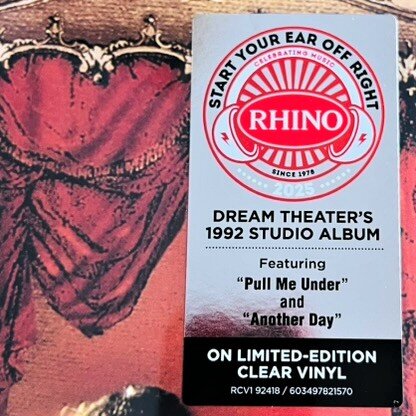 START YOUR EAR OFF RIGHT
CELEBRATING MUSIC
RHINO
SINCE 1978
2025
DREAM THEATER'S
1992 STUDIO ALBUM
Featuring
"Pull Me Under"
and
"Another Day"
ON LIMITED-EDITION
CLEAR VINYL
RCV1 92418 / 603497821570